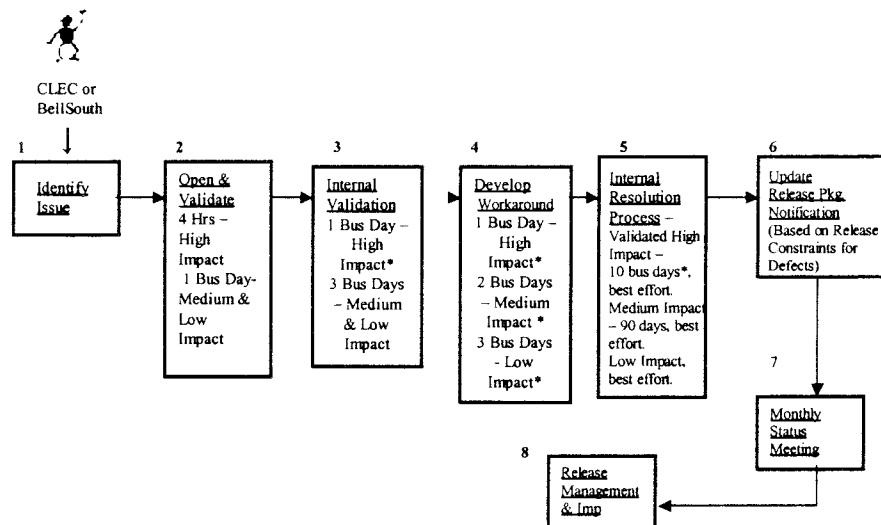 CLEC or
BellSouth
1
Identify
Issue
2
Open &
Validate
4 Hrs –
High
Impact
1 Bus Day-
Medium &
Low
Impact
3
Internal
Validation
1 Bus Day –
High
Impact*
3 Bus Days
– Medium
& Low
Impact
4
Develop
Workaround
1 Bus Day –
High
Impact*
2 Bus Days
– Medium
Impact *
3 Bus Days
- Low
Impact*
5
Internal
Resolution
Process –
Validated High
Impact –
10 bus days*,
best effort.
Medium Impact
– 90 days, best
effort.
Low Impact,
best effort.
6
Update
Release Pkg.
Notification
(Based on Release
Constraints for
Defects)
7
Monthly
Status
Meeting
8
Release
Management
& Imp